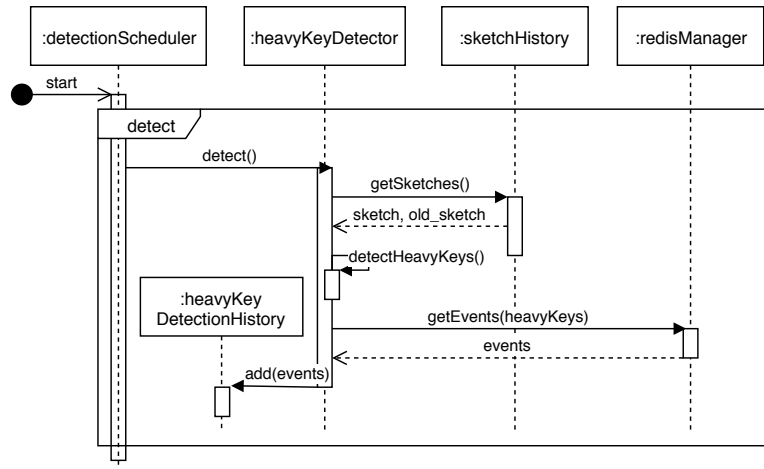 :detectionScheduler
:heavyKeyDetector
:sketchHistory
:redisManager
start
detect
detect()
getSketches()
sketch, old_sketch
detectHeavyKeys()
:heavyKey
DetectionHistory
getEvents(heavyKeys)
events
add(events)